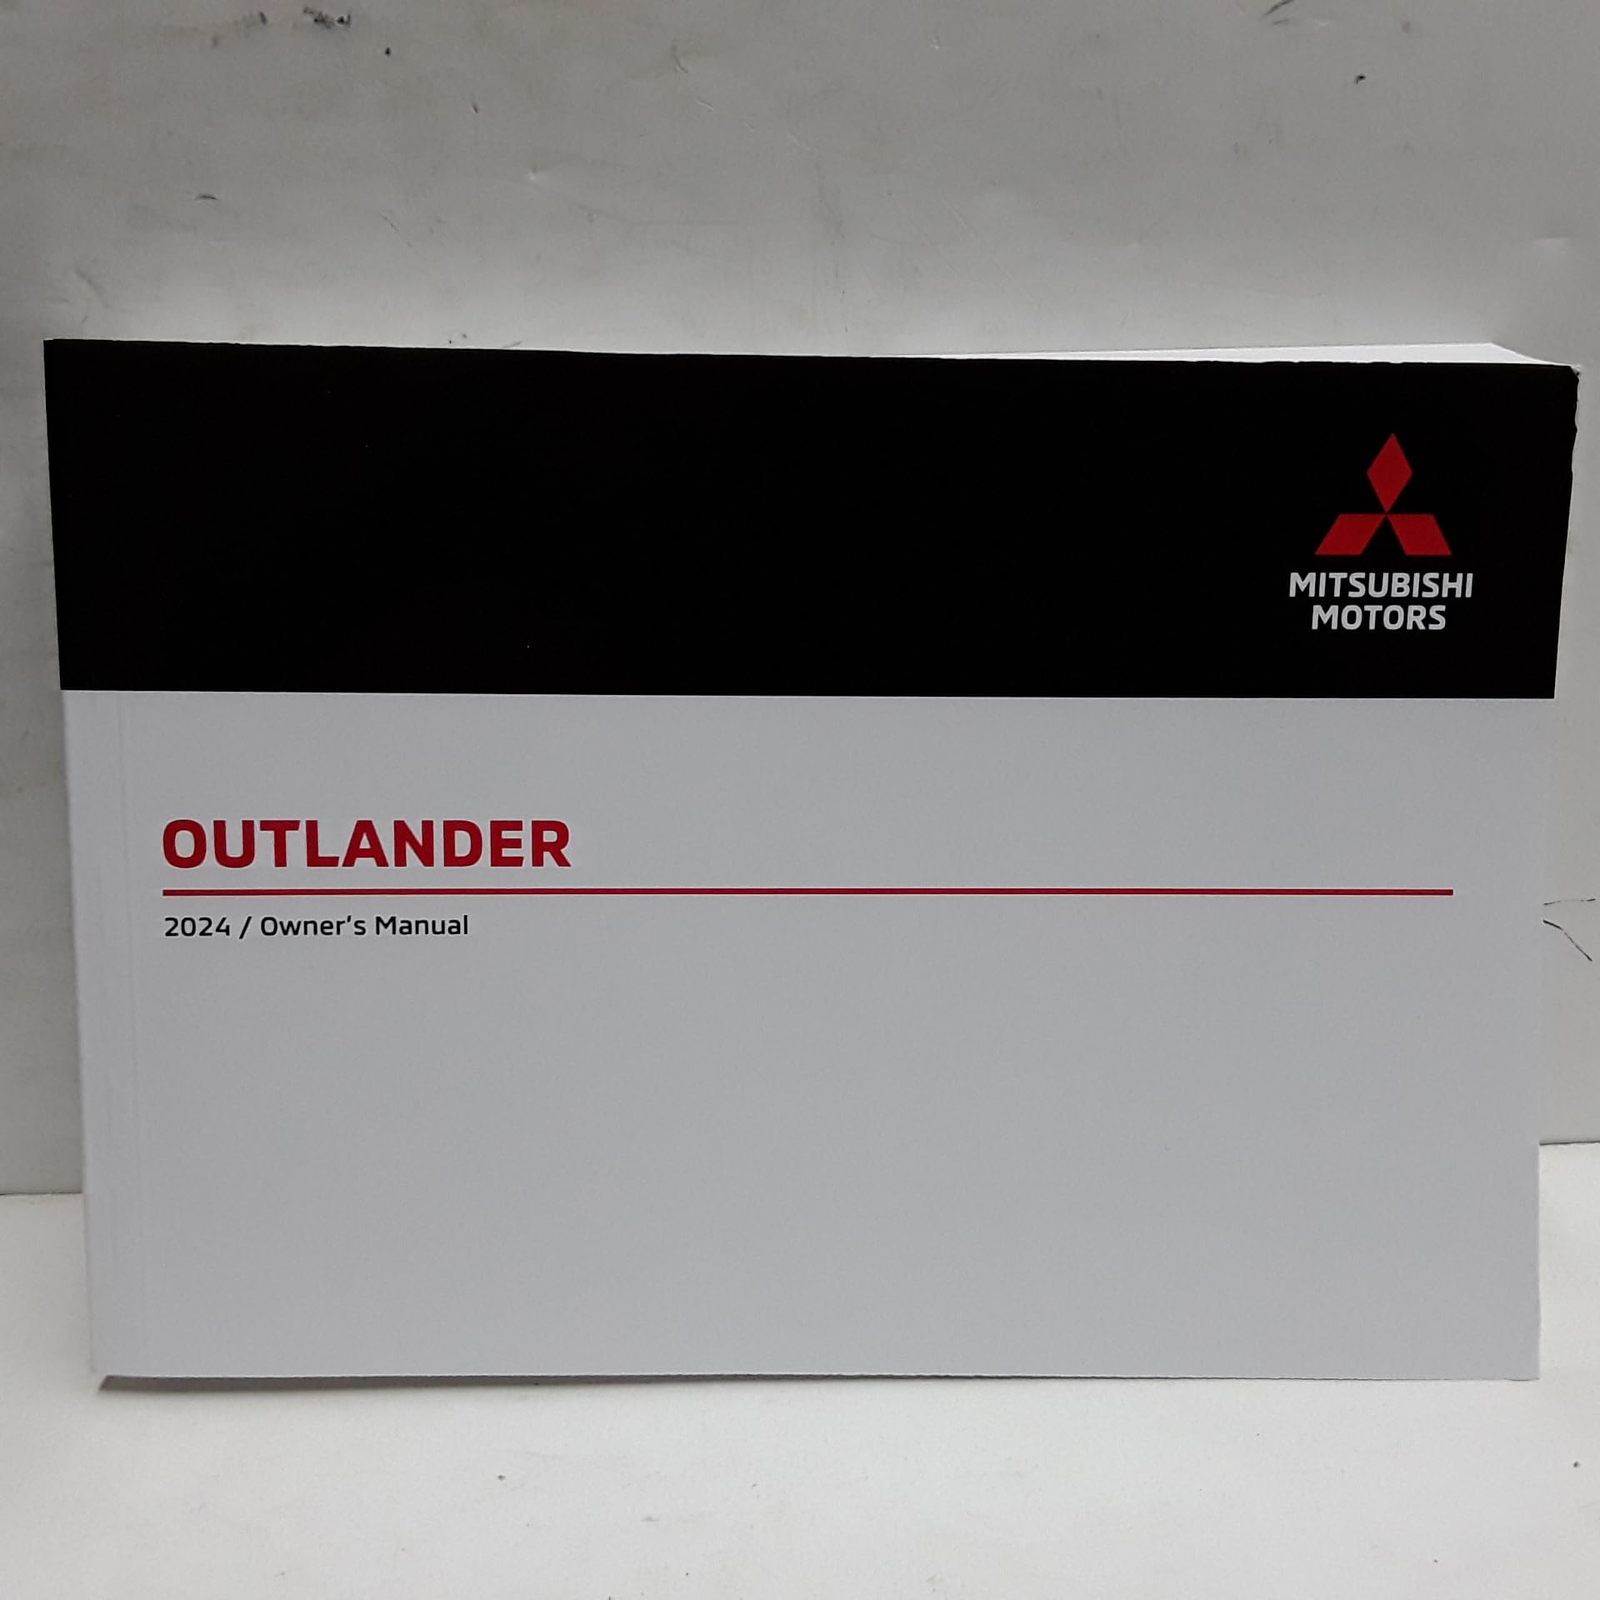 MITSUBISHI
MOTORS
OUTLANDER
2024 / Owner's Manual